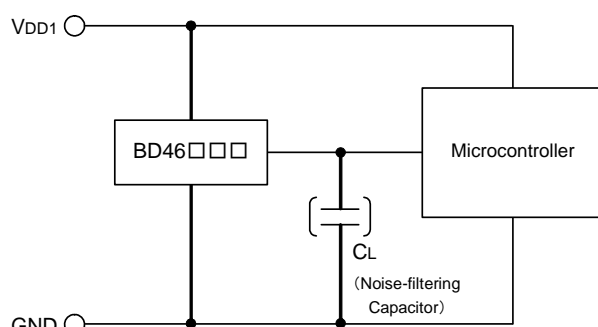 VDD1
BD46□□□
Microcontroller
CL
（Noise-filtering
Capacitor）
GND